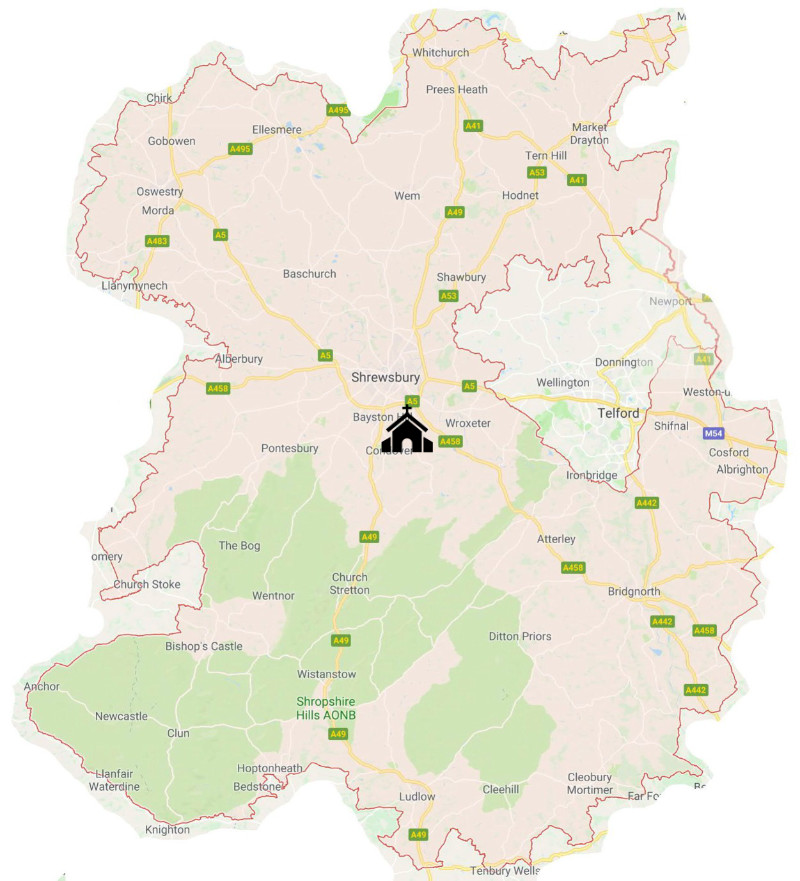 M
Whitchurch
Prees Heath
Chirk
A495
A41
Market
Drayton
Ellesmere
Gobowen
A495
Tern Hill
A53
A41
Oswestry
Wem
Hodnet
Morda
A49
A483
A5
Baschurch
Shawbury
Llanymynech
A53
Newport
Alberbury
A5
A41
Donnington
Shrewsbury
A458
A5
Wellington
Weston-u
A5
Telford
Bayston H
Wroxeter
Shifnal
M54
A458
Pontesbury
Condover
Cosford
Albrighton
Ironbridge
A442
A49
Atterley
The Bog
omery
A458
Church Stoke
Church
Stretton
Wentnor
Bridgnorth
A442
A458
A49
Ditton Priors
Bishop's Castle
Wistanstow
Anchor
A442
Shropshire
Hills AONB
Newcastle
Clun
A49
Hoptonheath
Llanfair
Waterdine
Bedstone
Cleobury
Mortimer
Cleehill
Ludlow
Far Fo
Knighton
A49
Tenbury Wells